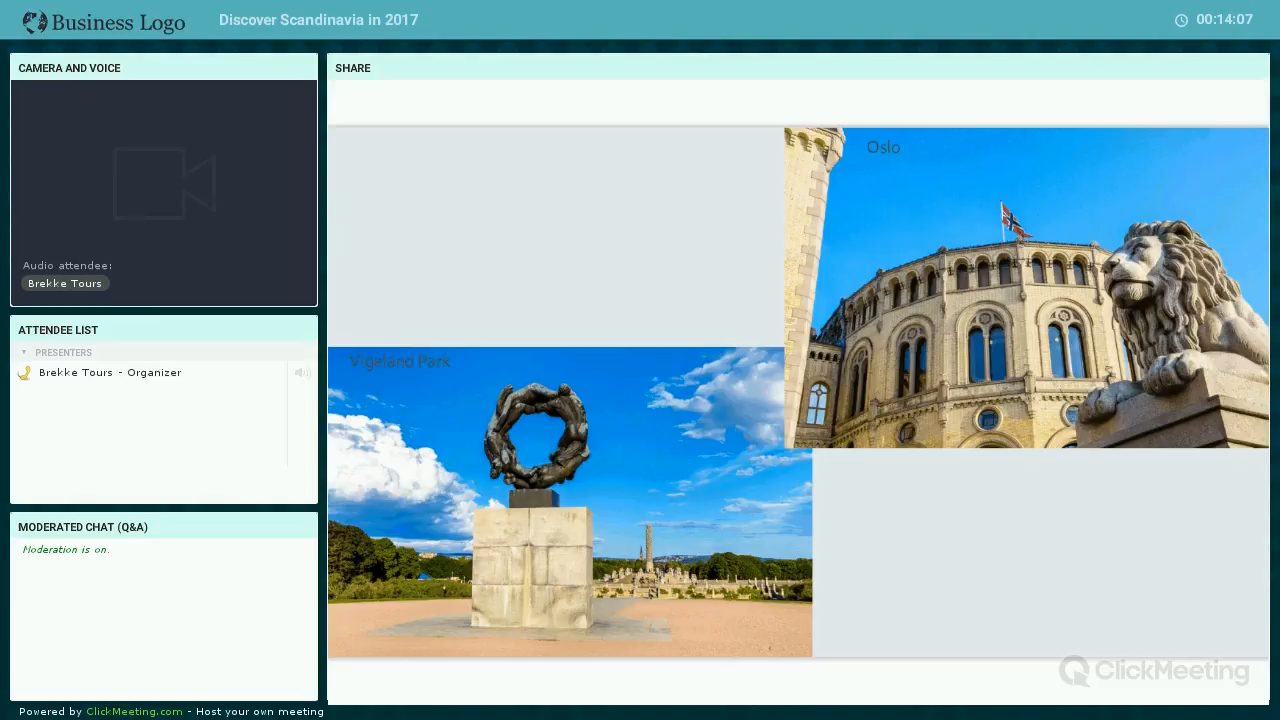 Business Logo
Discover Scandinavia in 2017
00:14:07
CAMERA AND VOICE
Audio attendee:
Brekke Tours
ATTENDEE LIST
PRESENTERS
Brekke Tours - Organizer
MODERATED CHAT (Q&A)
Moderation is on.
Powered by ClickMeeting.com - Host your own meeting
SHARE
Oslo
Vigeland Park
ClickMeeting